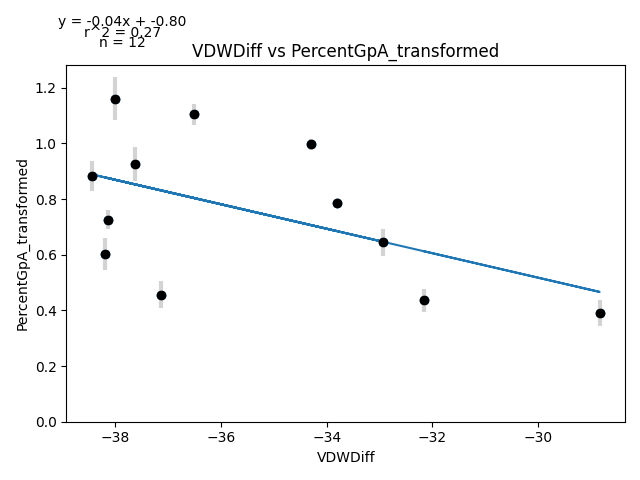 y = -0.04x + -0.80
r^2 = 0.27
n = 12
VDWDiff vs PercentGpA_transformed
PercentGpA_transformed
1.2
1.0
0.8
0.6
0.4
0.2
0.0
−38
−36
−34
−32
−30
VDWDiff